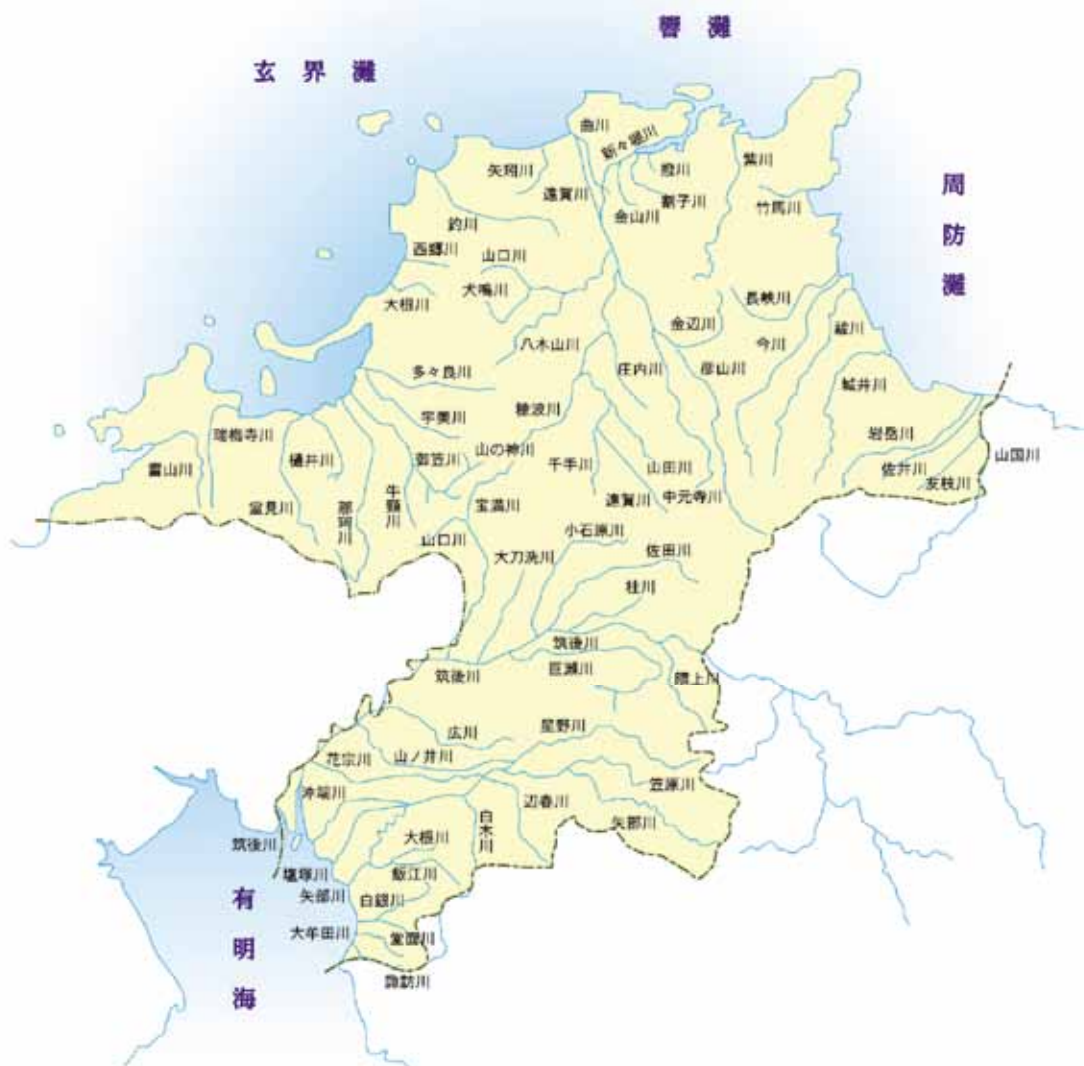 響灘
玄界灘
周防灘
曲川
新々堀川
矢矧川
遠賀川
撥川
割子川
金山川
紫川
竹馬川
釣川
西郷川
山口川
犬鳴川
大根川
長峡川
金辺川
今川
祓川
八木山川
庄内川
彦山川
城井川
多々良川
穂波川
宇美川
岩岳川
瑞梅寺川
樋井川
御笠川
山の神川
千手川
山田川
佐井川
山国川
友枝川
雷山川
室見川
那珂川
牛頸川
宝満川
遠賀川
中元寺川
山口川
小石原川
大刀洗川
佐田川
桂川
筑後川
筑後川
巨瀬川
隈上川
広川
星野川
花宗川
山ノ井川
笠原川
沖端川
辺春川
矢部川
白木川
大根川
筑後川
塩塚川
飯江川
矢部川
白銀川
大牟田川
堂面川
諏訪川
有明海